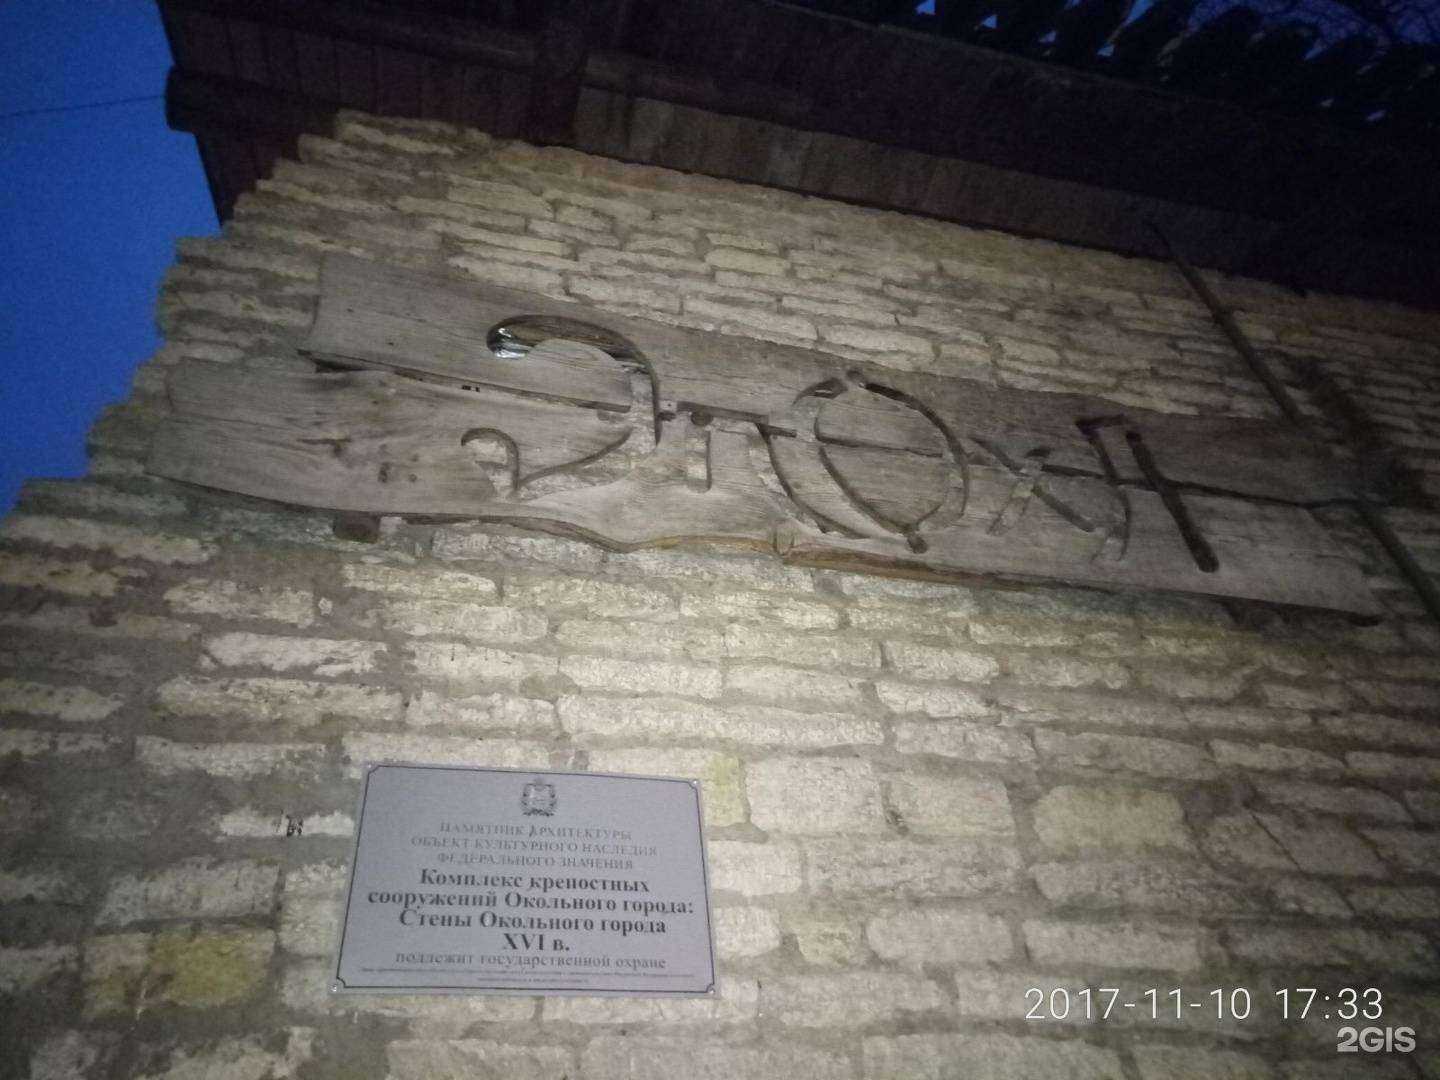 Эпоха
ПАМЯТНИК АРХИТЕКТУРЫ
ОБЪЕКТ КУЛЬТУРНОГО НАСЛЕДИЯ
ФЕДЕРАЛЬНОГО ЗНАЧЕНИЯ
Комплекс крепостных
сооружений Окольного города:
Стены Окольного города
XVI в.
подлежит государственной охране
2017-11-10 17:33
2GIS